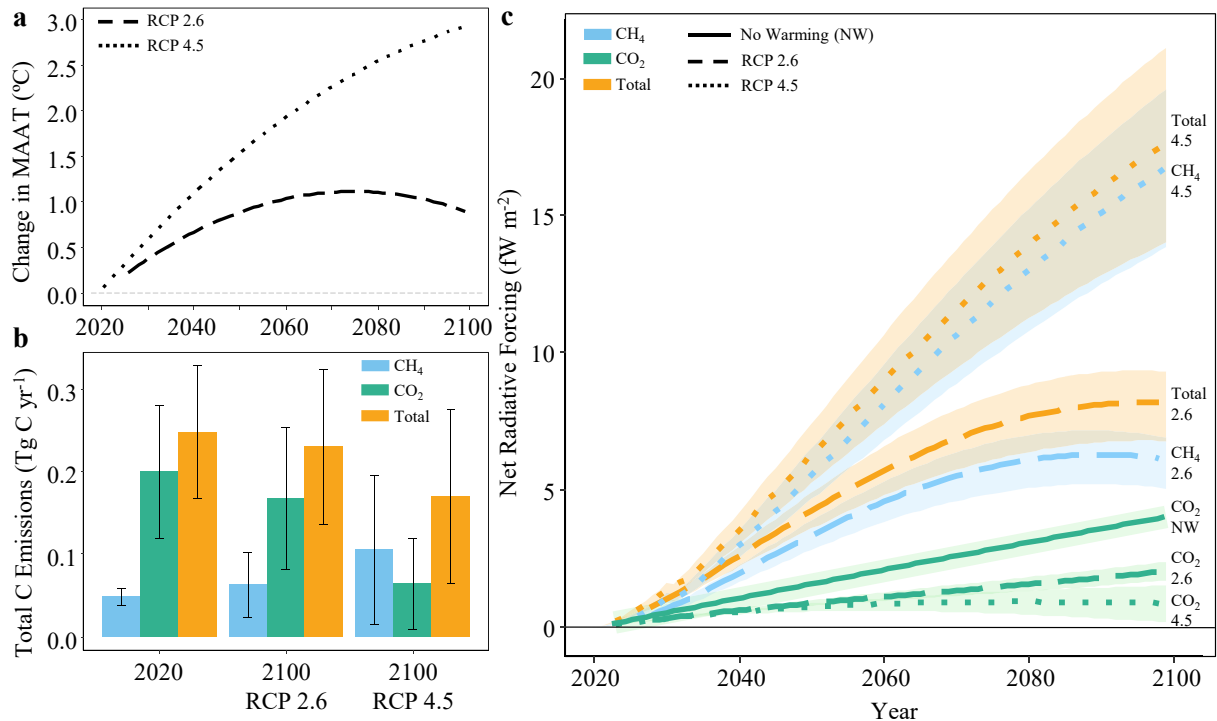 a
RCP 2.6
RCP 4.5
Change in MAAT (ºC)
3.0
2.5
2.0
1.5
1.0
0.5
0.0
2020 2040 2060 2080 2100
b
CH₄
CO₂
Total
Total C Emissions (Tg C yr⁻¹)
0.3
0.2
0.1
0.0
2020
2100
RCP 2.6
2100
RCP 4.5
c
CH₄
CO₂
Total
No Warming (NW)
RCP 2.6
RCP 4.5
Net Radiative Forcing (fW m⁻²)
20
15
10
5
0
Total
4.5
CH₄
4.5
Total
2.6
CH₄
2.6
CO₂
NW
CO₂
2.6
CO₂
4.5
2020 2040 2060 2080 2100
Year